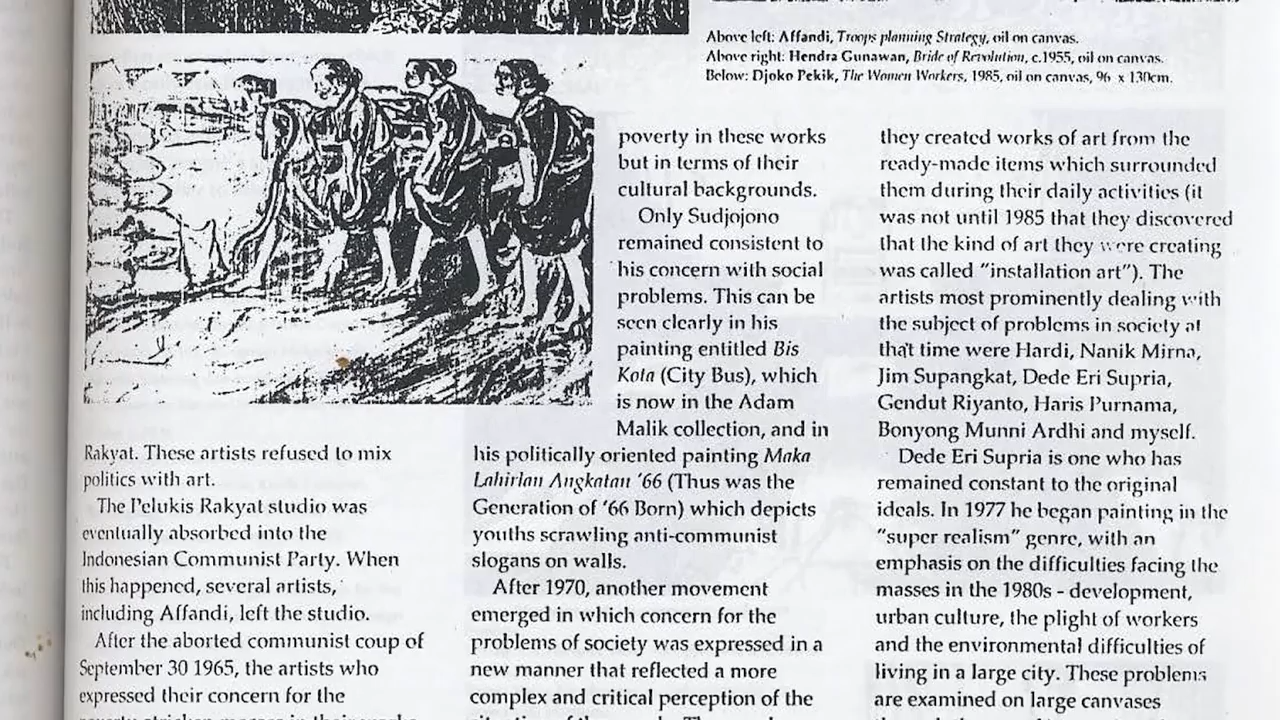 Above left: Affandi, Troops planning Strategy, oil on canvas.
Above right: Hendra Gunawan, Bride of Revolution, c.1955, oil on canvas.
Below: Djoko Pekik, The Women Workers, 1985, oil on canvas, 96 x 130cm.
Rakyat. These artists refused to mix
politics with art.
The Pelukis Rakyat studio was
eventually absorbed into the
Indonesian Communist Party. When
this happened, several artists,
including Affandi, left the studio.
After the aborted communist coup of
September 30 1965, the artists who
expressed their concern for the
poverty in these works
but in terms of their
cultural backgrounds.
Only Sudjojono
remained consistent to
his concern with social
problems. This can be
seen clearly in his
painting entitled Bis
Kota (City Bus), which
is now in the Adam
Malik collection, and in
his politically oriented painting Maka
Lahirlan Angkatan '66 (Thus was the
Generation of '66 Born) which depicts
youths scrawling anti-communist
slogans on walls.
After 1970, another movement
emerged in which concern for the
problems of society was expressed in a
new manner that reflected a more
complex and critical perception of the
they created works of art from the
ready-made items which surrounded
them during their daily activities (it
was not until 1985 that they discovered
that the kind of art they were creating
was called "installation art"). The
artists most prominently dealing with
the subject of problems in society at
that time were Hardi, Nanik Mirna,
Jim Supangkat, Dede Eri Supria,
Gendut Riyanto, Haris Purnama,
Bonyong Munni Ardhi and myself.
Dede Eri Supria is one who has
remained constant to the original
ideals. In 1977 he began painting in the
"super realism" genre, with an
emphasis on the difficulties facing the
masses in the 1980s - development,
urban culture, the plight of workers
and the environmental difficulties of
living in a large city. These problems
are examined on large canvases